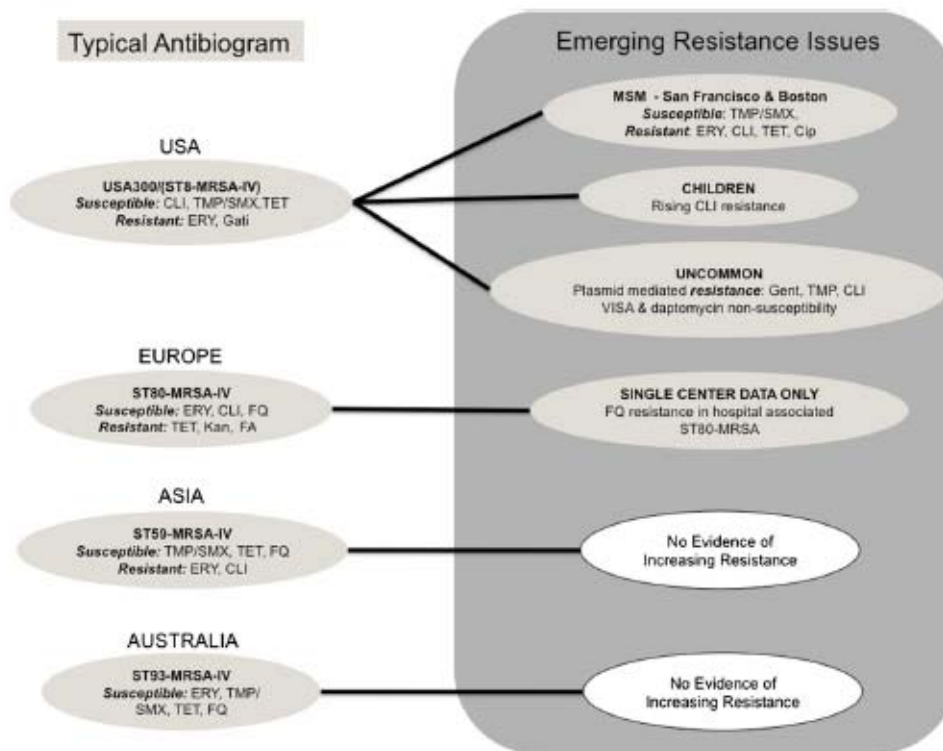 Typical Antibiogram
Emerging Resistance Issues
USA
USA300/(ST8-MRSA-IV)
Susceptible: CLI, TMP/SMX,TET
Resistant: ERY, Gati
MSM - San Francisco & Boston
Susceptible: TMP/SMX,
Resistant: ERY, CLI, TET, Cip
CHILDREN
Rising CLI resistance
UNCOMMON
Plasmid mediated resistance: Gent, TMP, CLI
VISA & daptomycin non-susceptibility
EUROPE
ST80-MRSA-IV
Susceptible: ERY, CLI, FQ
Resistant: TET, Kan, FA
SINGLE CENTER DATA ONLY
FQ resistance in hospital associated
ST80-MRSA
ASIA
ST59-MRSA-IV
Susceptible: TMP/SMX, TET, FQ
Resistant: ERY, CLI
No Evidence of
Increasing Resistance
AUSTRALIA
ST93-MRSA-IV
Susceptible: ERY, TMP/
SMX, TET, FQ
No Evidence of
Increasing Resistance